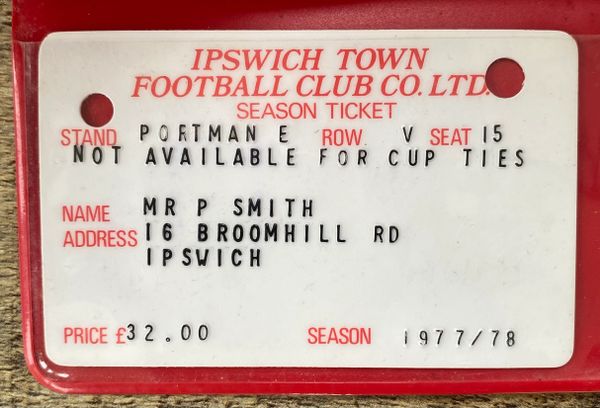 IPSWICH TOWN
FOOTBALL CLUB CO. LTD.
SEASON TICKET
STAND PORTMAN E ROW V SEAT 15
NOT AVAILABLE FOR CUP TIES
NAME MR P SMITH
ADDRESS 16 BROOMHILL RD
IPSWICH
PRICE £32.00 SEASON 1977/78